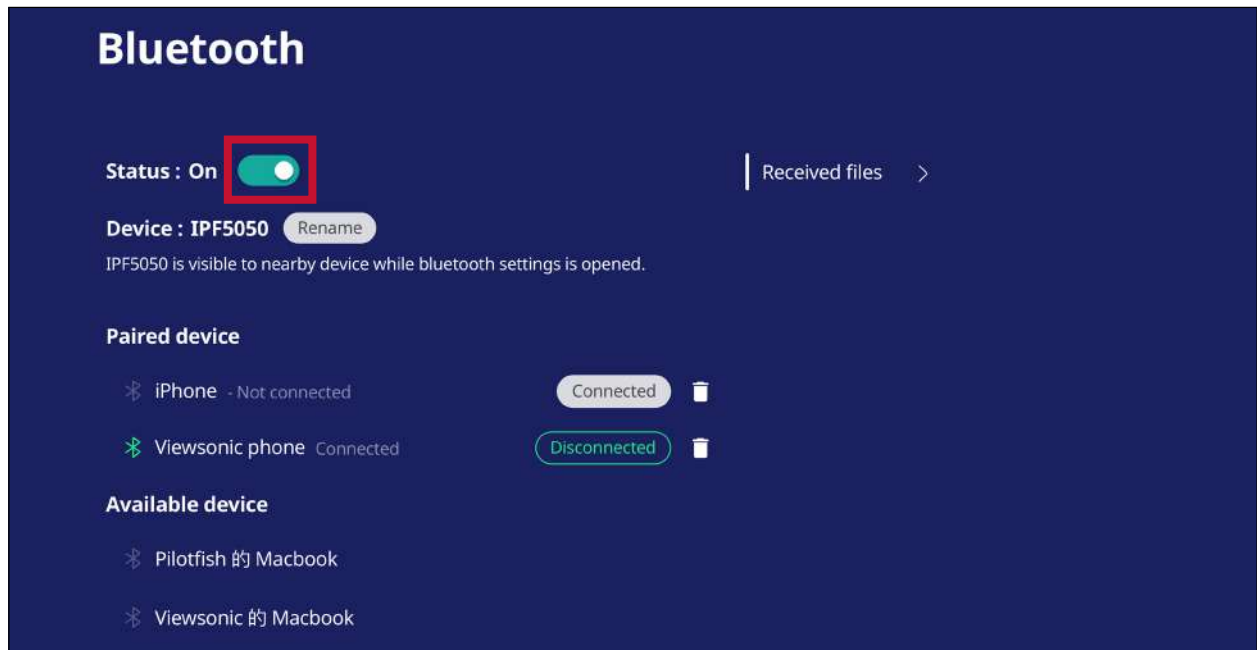 Bluetooth
Status : On
Received files
Device : IPF5050 Rename
IPF5050 is visible to nearby device while bluetooth settings is opened.
Paired device
iPhone - Not connected Connected
Viewsonic phone Connected Disconnected
Available device
Pilotfish 的 Macbook
Viewsonic 的 Macbook